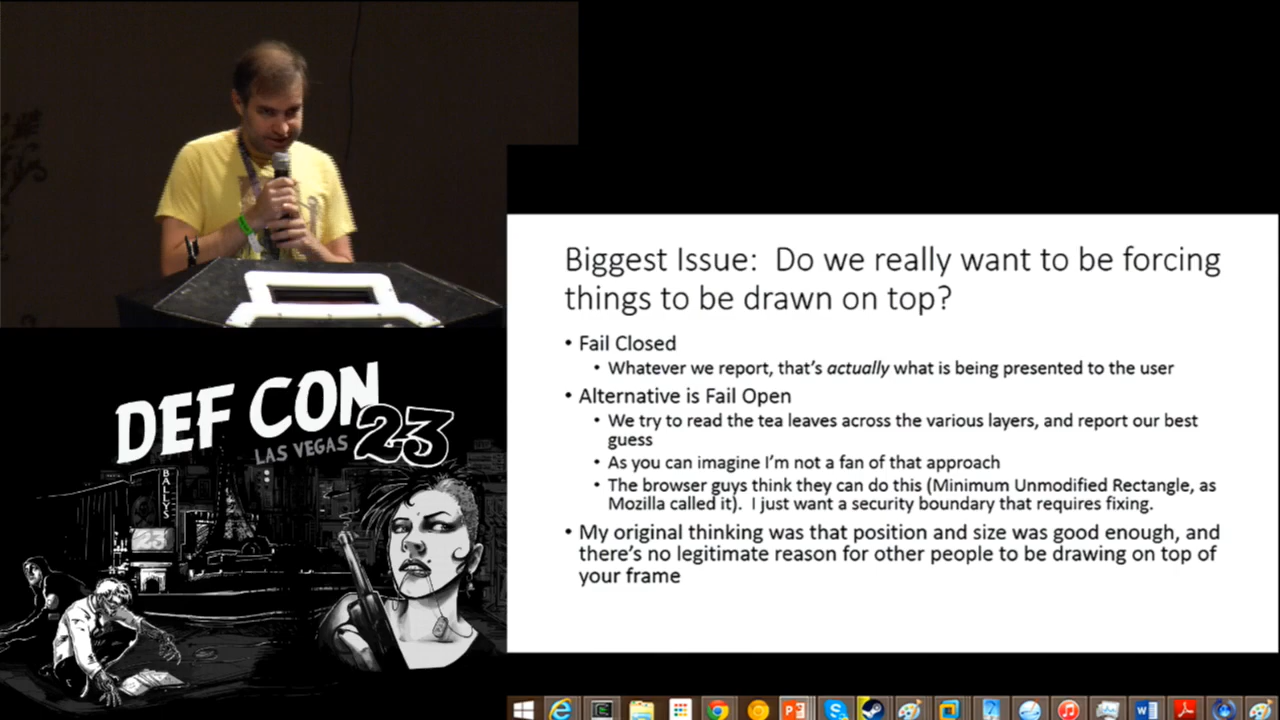 DEF CON
LAS VEGAS 23
BALLYS
23
Biggest Issue: Do we really want to be forcing
things to be drawn on top?
• Fail Closed
• Whatever we report, that's actually what is being presented to the user
• Alternative is Fail Open
• We try to read the tea leaves across the various layers, and report our best
guess
• As you can imagine I'm not a fan of that approach
• The browser guys think they can do this (Minimum Unmodified Rectangle, as
Mozilla called it). I just want a security boundary that requires fixing.
• My original thinking was that position and size was good enough, and
there's no legitimate reason for other people to be drawing on top of
your frame